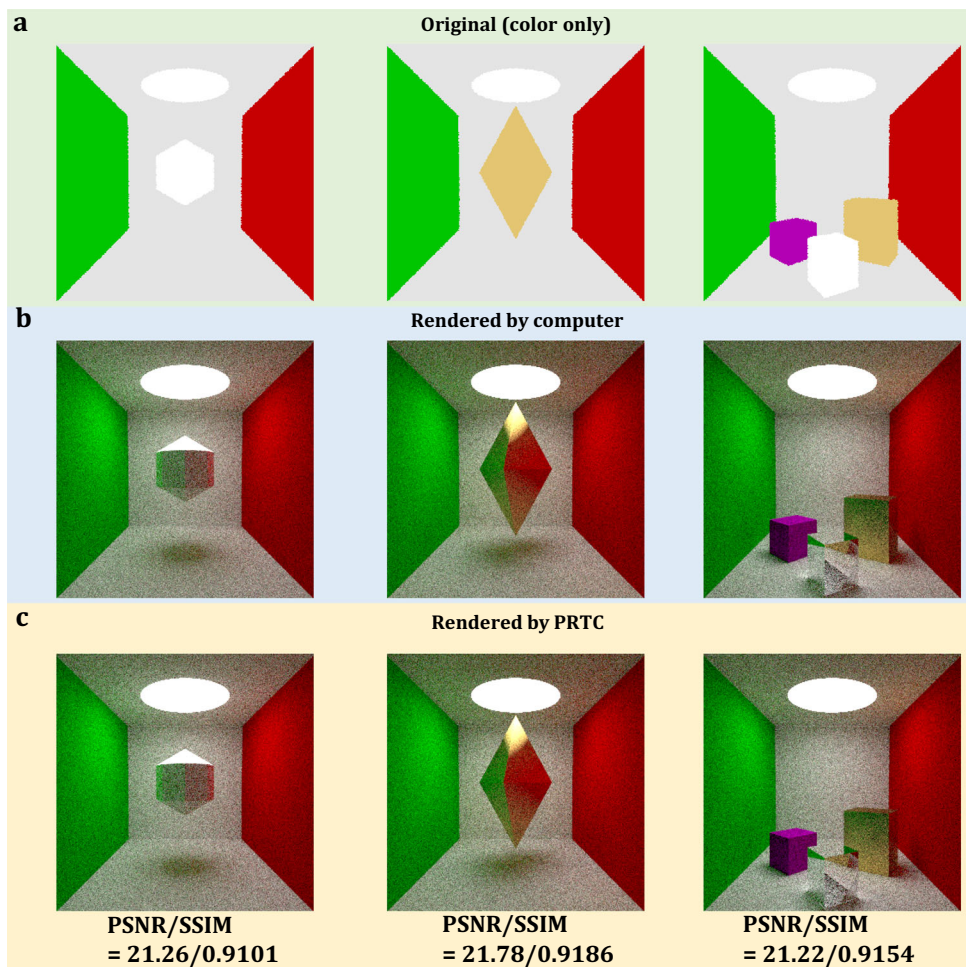 a
Original (color only)
b
Rendered by computer
c
Rendered by PRTC
PSNR/SSIM
= 21.26/0.9101
PSNR/SSIM
= 21.78/0.9186
PSNR/SSIM
= 21.22/0.9154